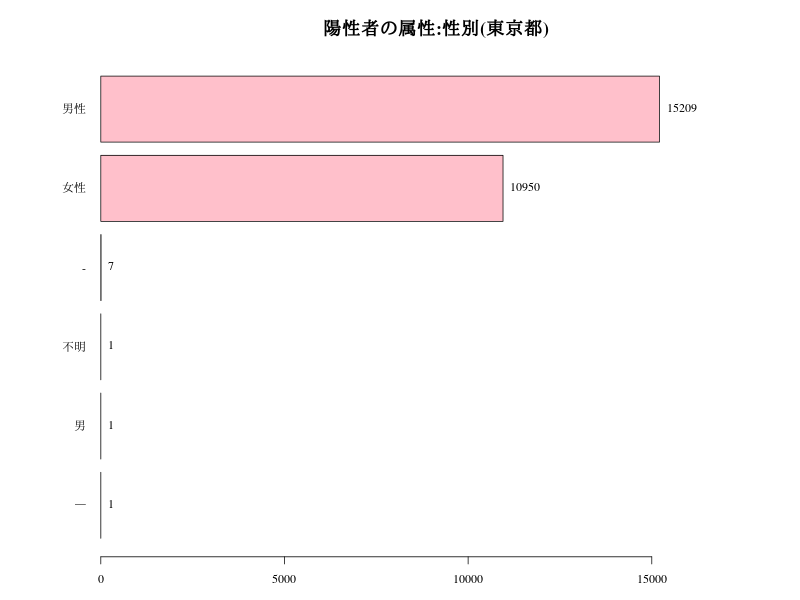 陽性者の属性:性別(東京都)
男性 15209
女性 10950
- 7
不明 1
男 1
― 1
0 5000 10000 15000